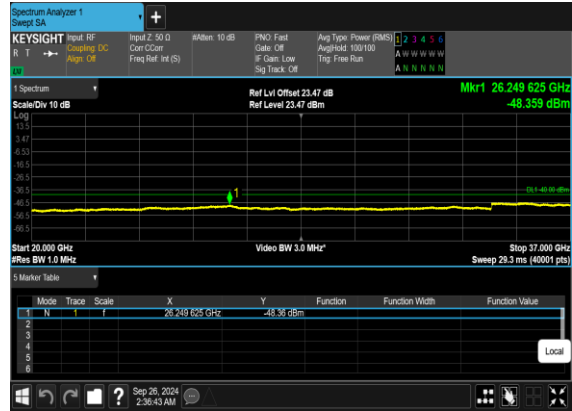 Spectrum Analyzer 1
Swept SA
+
KEYSIGHT Input: RF Input Z: 50 Ω #Atten: 10 dB PNO: Fast Avg Type: Power (RMS) 1 2 3 4 5 6
R T Coupling: DC Corr CCorr Gate: Off Avg|Hold: 100/100 A W W W W W
Align: Off Freq Ref: Int (S) IF Gain: Low Trig: Free Run
Sig Track: Off A N N N N N
1 Spectrum Ref Lvl Offset 23.47 dB Mkr1 26.249 625 GHz
Scale/Div 10 dB Ref Level 23.47 dBm -48.359 dBm
Log
13.5
3.47
-6.53
-16.5
-26.5
-36.5 1 DL1 -40.00 dBm
-46.5
-56.5
-66.5
Start 20.000 GHz Video BW 3.0 MHz* Stop 37.000 GHz
#Res BW 1.0 MHz Sweep 29.3 ms (40001 pts)
5 Marker Table
Mode Trace Scale X Y Function Function Width Function Value
1 N 1 f 26.249 625 GHz -48.36 dBm
2
3
4
5
6
Local
? Sep 26, 2024
2:36:43 AM